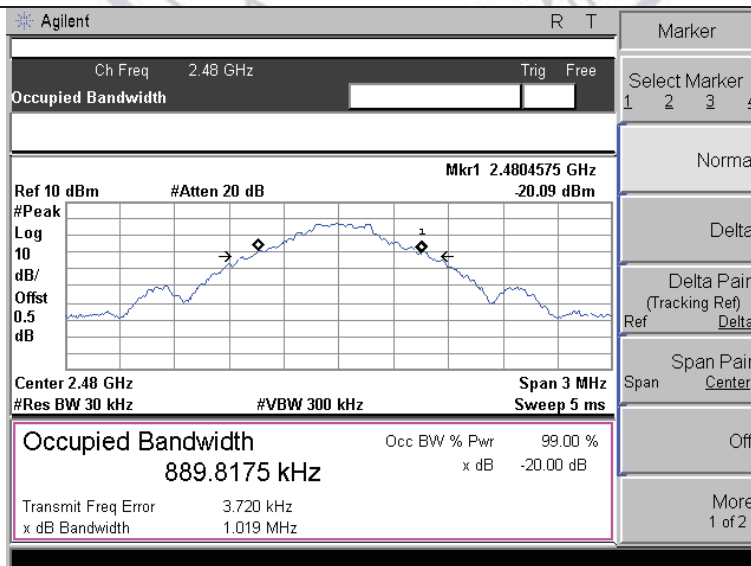 Agilent R T
Ch Freq 2.48 GHz Trig Free
Occupied Bandwidth
Mkr1 2.4804575 GHz
Ref 10 dBm #Atten 20 dB -20.09 dBm
#Peak
Log
10
dB/
Offst
0.5
dB
1
Center 2.48 GHz Span 3 MHz
#Res BW 30 kHz #VBW 300 kHz Sweep 5 ms
Occupied Bandwidth Occ BW % Pwr 99.00 %
889.8175 kHz x dB -20.00 dB
Transmit Freq Error 3.720 kHz
x dB Bandwidth 1.019 MHz
Marker
Select Marker
1 2 3 4
Norma
Delta
Delta Pair
(Tracking Ref)
Ref Delta
Span Pair
Span Center
Off
More
1 of 2